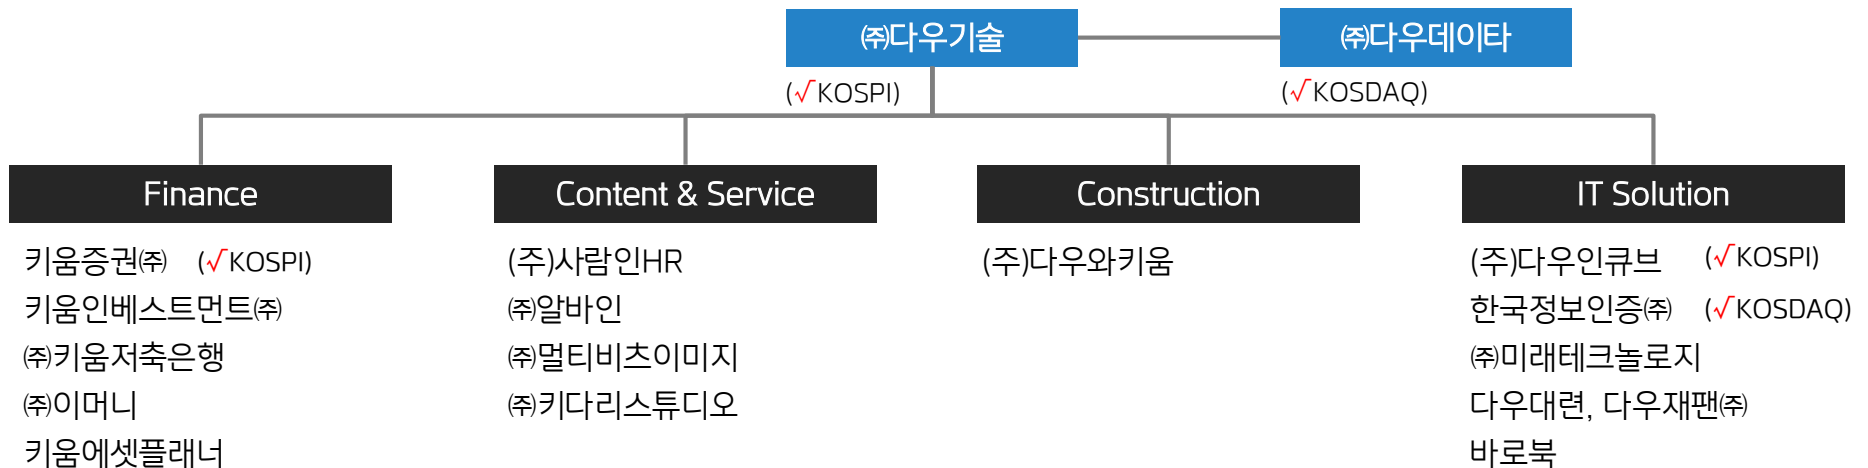 ㈜다우기술
(√KOSPI)
㈜다우데이타
(√KOSDAQ)
Finance
키움증권㈜ (√KOSPI)
키움인베스트먼트㈜
㈜키움저축은행
㈜이머니
키움에셋플래너
Content & Service
(주)사람인HR
㈜알바인
㈜멀티비츠이미지
㈜키다리스튜디오
Construction
(주)다우와키움
IT Solution
(주)다우인큐브 (√KOSPI)
한국정보인증㈜ (√KOSDAQ)
㈜미래테크놀로지
다우대련, 다우재팬㈜
바로북